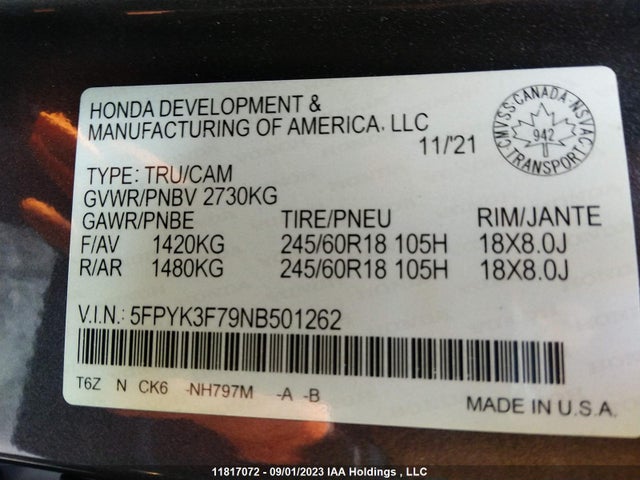 HONDA DEVELOPMENT &
MANUFACTURING OF AMERICA, LLC
11/'21
CMVSS.CANADA.NSVAC
942
TRANSPORT
TYPE: TRU/CAM
GVWR/PNBV 2730KG
GAWR/PNBE TIRE/PNEU RIM/JANTE
F/AV 1420KG 245/60R18 105H 18X8.0J
R/AR 1480KG 245/60R18 105H 18X8.0J
V.I.N.: 5FPYK3F79NB501262
T6Z N CK6 -NH797M -A -B
MADE IN U.S.A.
11817072 - 09/01/2023 IAA Holdings , LLC